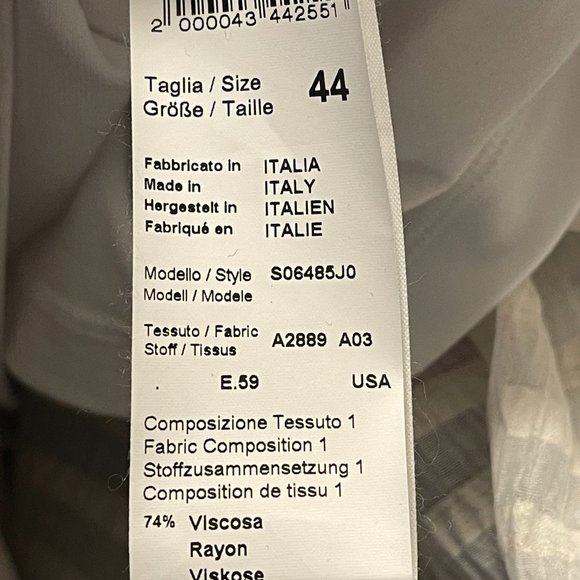 2 000043 442551
Taglia / Size 44
Größe / Taille
Fabbricato in ITALIA
Made in ITALY
Hergestelt in ITALIEN
Fabriqué en ITALIE
Modello / Style S06485J0
Modell / Modele
Tessuto / Fabric A2889 A03
Stoff / Tissus
. E.59 USA
Composizione Tessuto 1
Fabric Composition 1
Stoffzusammensetzung 1
Composition de tissu 1
74% Viscosa
Rayon
Viskose